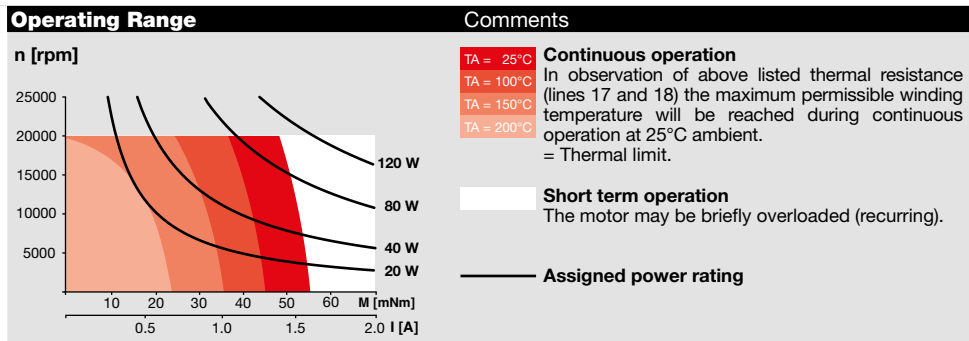 Operating Range
Comments
n [rpm]
25000
20000
15000
10000
5000
10 20 30 40 50 60 M [mNm]
0.5 1.0 1.5 2.0 I [A]
120 W
80 W
40 W
20 W
TA = 25°C
TA = 100°C
TA = 150°C
TA = 200°C
Continuous operation
In observation of above listed thermal resistance
(lines 17 and 18) the maximum permissible winding
temperature will be reached during continuous
operation at 25°C ambient.
= Thermal limit.
Short term operation
The motor may be briefly overloaded (recurring).
Assigned power rating